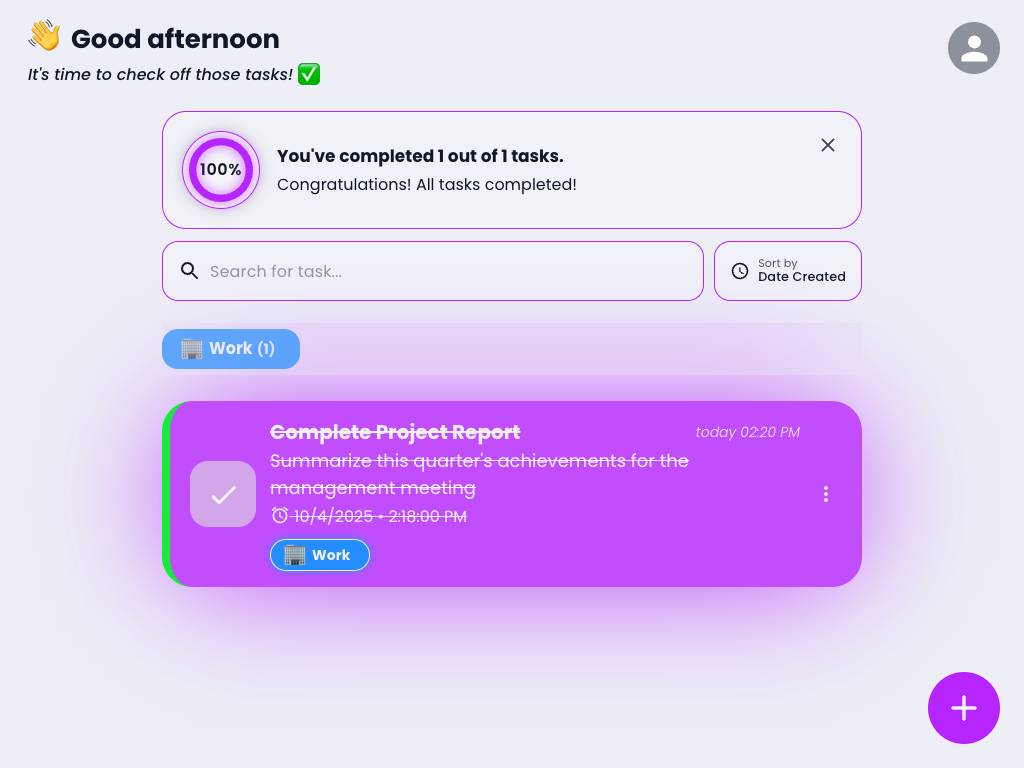 Good afternoon
It's time to check off those tasks!
100%
You've completed 1 out of 1 tasks.
Congratulations! All tasks completed!
Search for task...
Sort by
Date Created
Work (1)
Complete Project Report
today 02:20 PM
Summarize this quarter's achievements for the
management meeting
10/4/2025 • 2:18:00 PM
Work